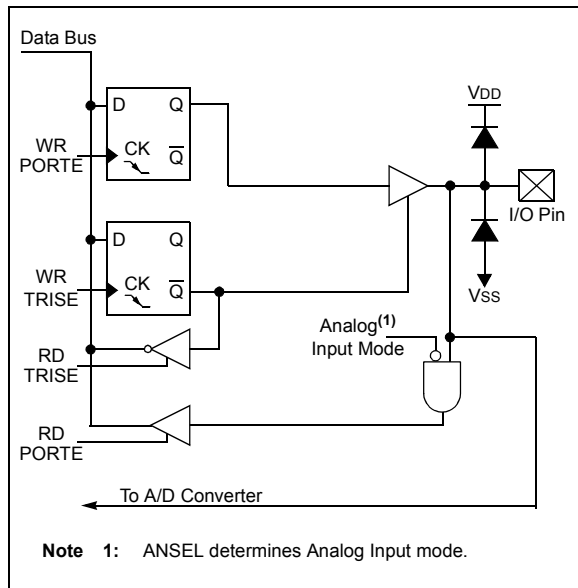 Data Bus
D Q
WR
PORTE
CK Q
VDD
I/O Pin
D Q
WR
TRISE
CK Q
VSS
RD
TRISE
Analog(1)
Input Mode
RD
PORTE
To A/D Converter
Note 1: ANSEL determines Analog Input mode.